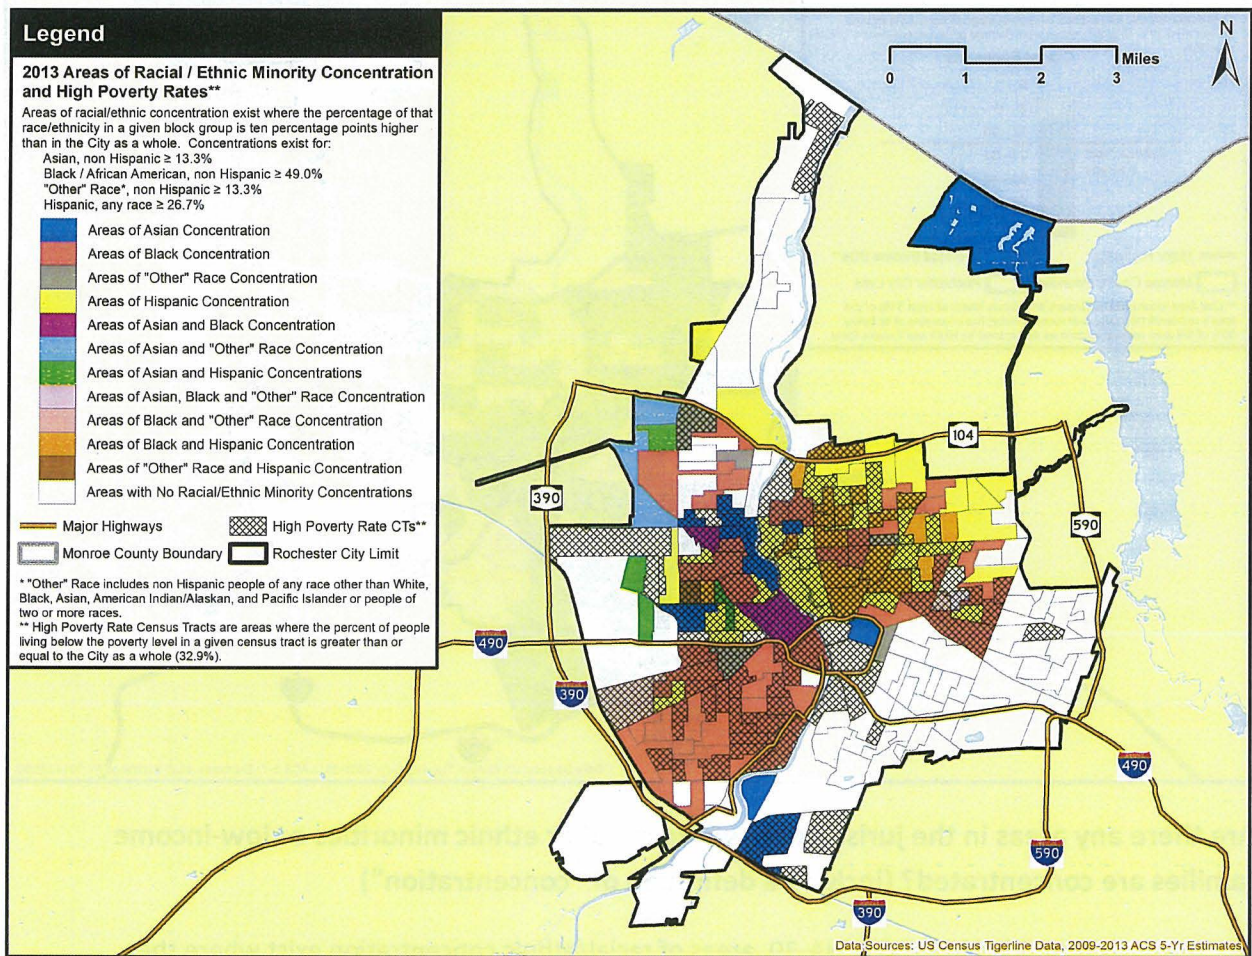 Legend
2013 Areas of Racial / Ethnic Minority Concentration
and High Poverty Rates**
Areas of racial/ethnic concentration exist where the percentage of that
race/ethnicity in a given block group is ten percentage points higher
than in the City as a whole. Concentrations exist for:
Asian, non Hispanic ≥ 13.3%
Black / African American, non Hispanic ≥ 49.0%
"Other" Race*, non Hispanic ≥ 13.3%
Hispanic, any race ≥ 26.7%
Areas of Asian Concentration
Areas of Black Concentration
Areas of "Other" Race Concentration
Areas of Hispanic Concentration
Areas of Asian and Black Concentration
Areas of Asian and "Other" Race Concentration
Areas of Asian and Hispanic Concentrations
Areas of Asian, Black and "Other" Race Concentration
Areas of Black and "Other" Race Concentration
Areas of Black and Hispanic Concentration
Areas of "Other" Race and Hispanic Concentration
Areas with No Racial/Ethnic Minority Concentrations
Major Highways
High Poverty Rate CTs**
Monroe County Boundary
Rochester City Limit
* "Other" Race includes non Hispanic people of any race other than White,
Black, Asian, American Indian/Alaskan, and Pacific Islander or people of
two or more races.
** High Poverty Rate Census Tracts are areas where the percent of people
living below the poverty level in a given census tract is greater than or
equal to the City as a whole (32.9%).
N
Miles
0 1 2 3
104
390
590
490
390
490
590
390
Data Sources: US Census Tigerline Data, 2009-2013 ACS 5-Yr Estimates